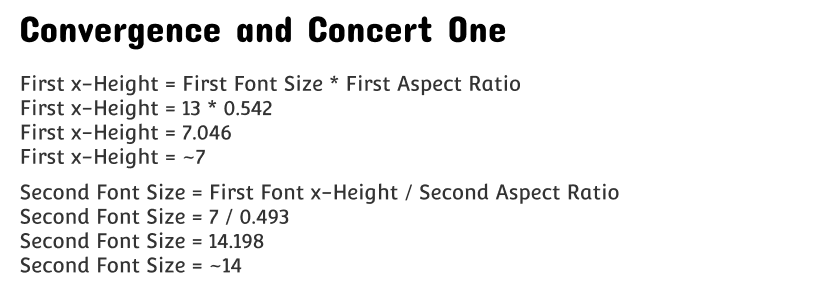 Convergence and Concert One
First x-Height = First Font Size * First Aspect Ratio
First x-Height = 13 * 0.542
First x-Height = 7.046
First x-Height = ~7
Second Font Size = First Font x-Height / Second Aspect Ratio
Second Font Size = 7 / 0.493
Second Font Size = 14.198
Second Font Size = ~14